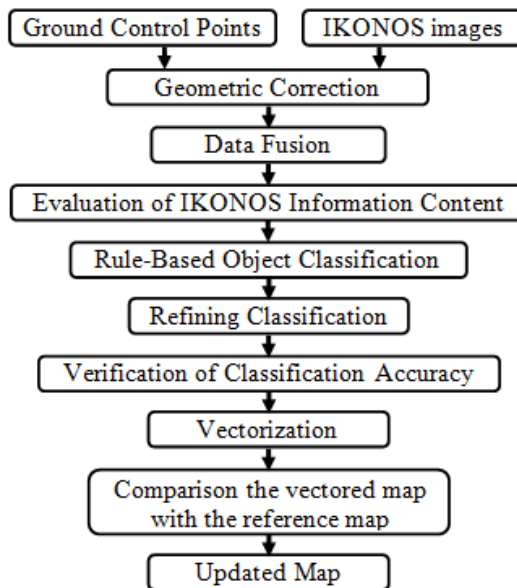 Ground Control Points
IKONOS images
Geometric Correction
Data Fusion
Evaluation of IKONOS Information Content
Rule-Based Object Classification
Refining Classification
Verification of Classification Accuracy
Vectorization
Comparison the vectored map
with the reference map
Updated Map